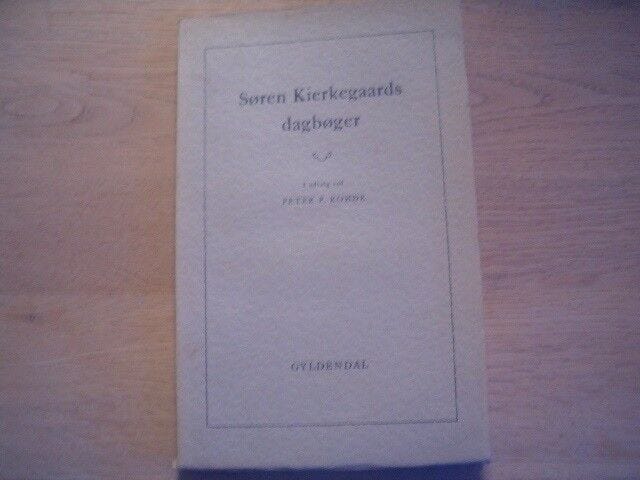 Søren Kierkegaards
dagbøger
I udvalg ved
PETER P. ROHDE
GYLDENDAL